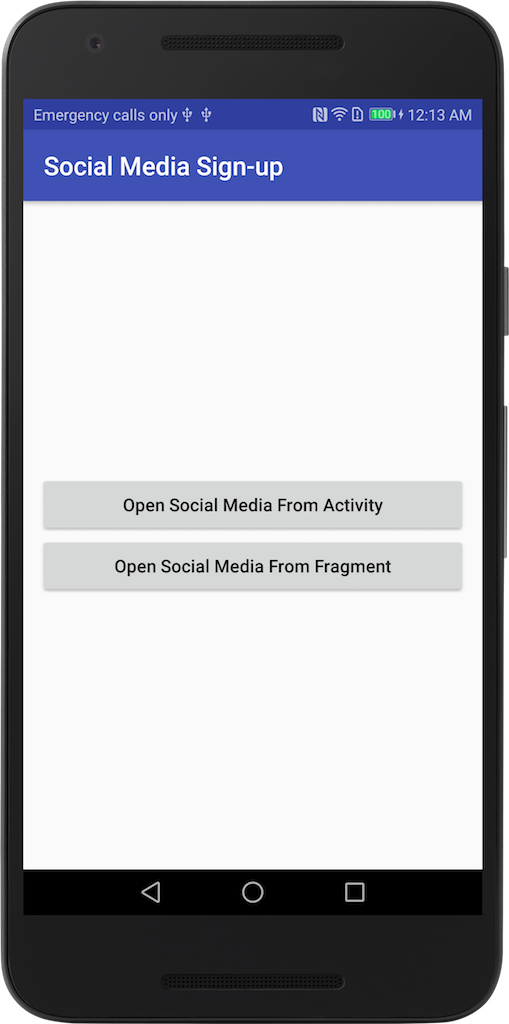 Emergency calls only 100 12:13 AM
Social Media Sign-up
Open Social Media From Activity
Open Social Media From Fragment